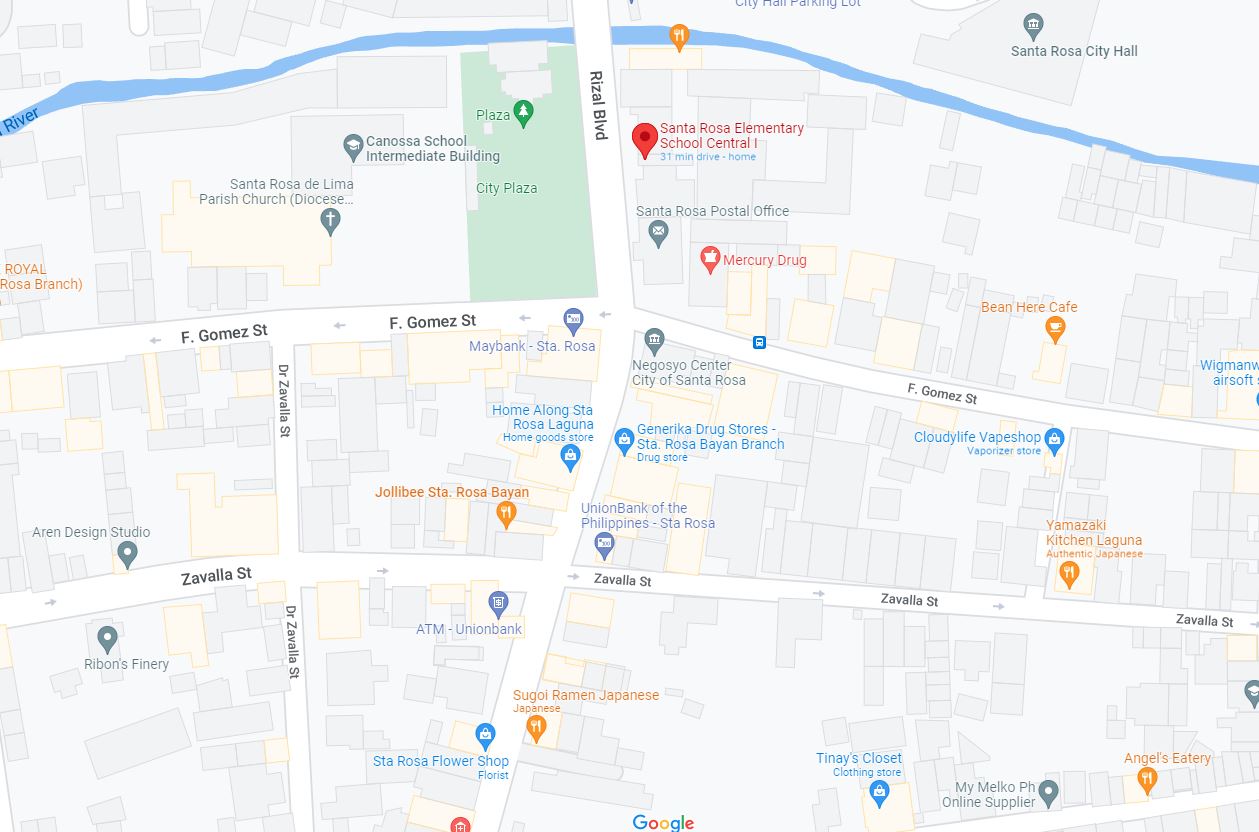 City Hall Parking Lot
Santa Rosa City Hall
Rizal Blvd
River
Plaza
Canossa School
Intermediate Building
Santa Rosa Elementary
School Central I
31 min drive - home
Santa Rosa de Lima
Parish Church (Diocese...
City Plaza
Santa Rosa Postal Office
Mercury Drug
ROYAL
Rosa Branch)
Bean Here Cafe
F. Gomez St
F. Gomez St
Maybank - Sta. Rosa
Negosyo Center
City of Santa Rosa
Wigmanw
airsoft s
Dr Zavalla St
F. Gomez St
Home Along Sta
Rosa Laguna
Home goods store
Generika Drug Stores -
Sta. Rosa Bayan Branch
Drug store
Cloudylife Vapeshop
Vaporizer store
Jollibee Sta. Rosa Bayan
UnionBank of the
Philippines - Sta Rosa
Aren Design Studio
Yamazaki
Kitchen Laguna
Authentic Japanese
Zavalla St
Zavalla St
Zavalla St
Zavalla St
ATM - Unionbank
Dr Zavalla St
Ribon's Finery
Sugoi Ramen Japanese
Japanese
Sta Rosa Flower Shop
Florist
Tinay's Closet
Clothing store
Angel's Eatery
My Melko Ph
Online Supplier
Google